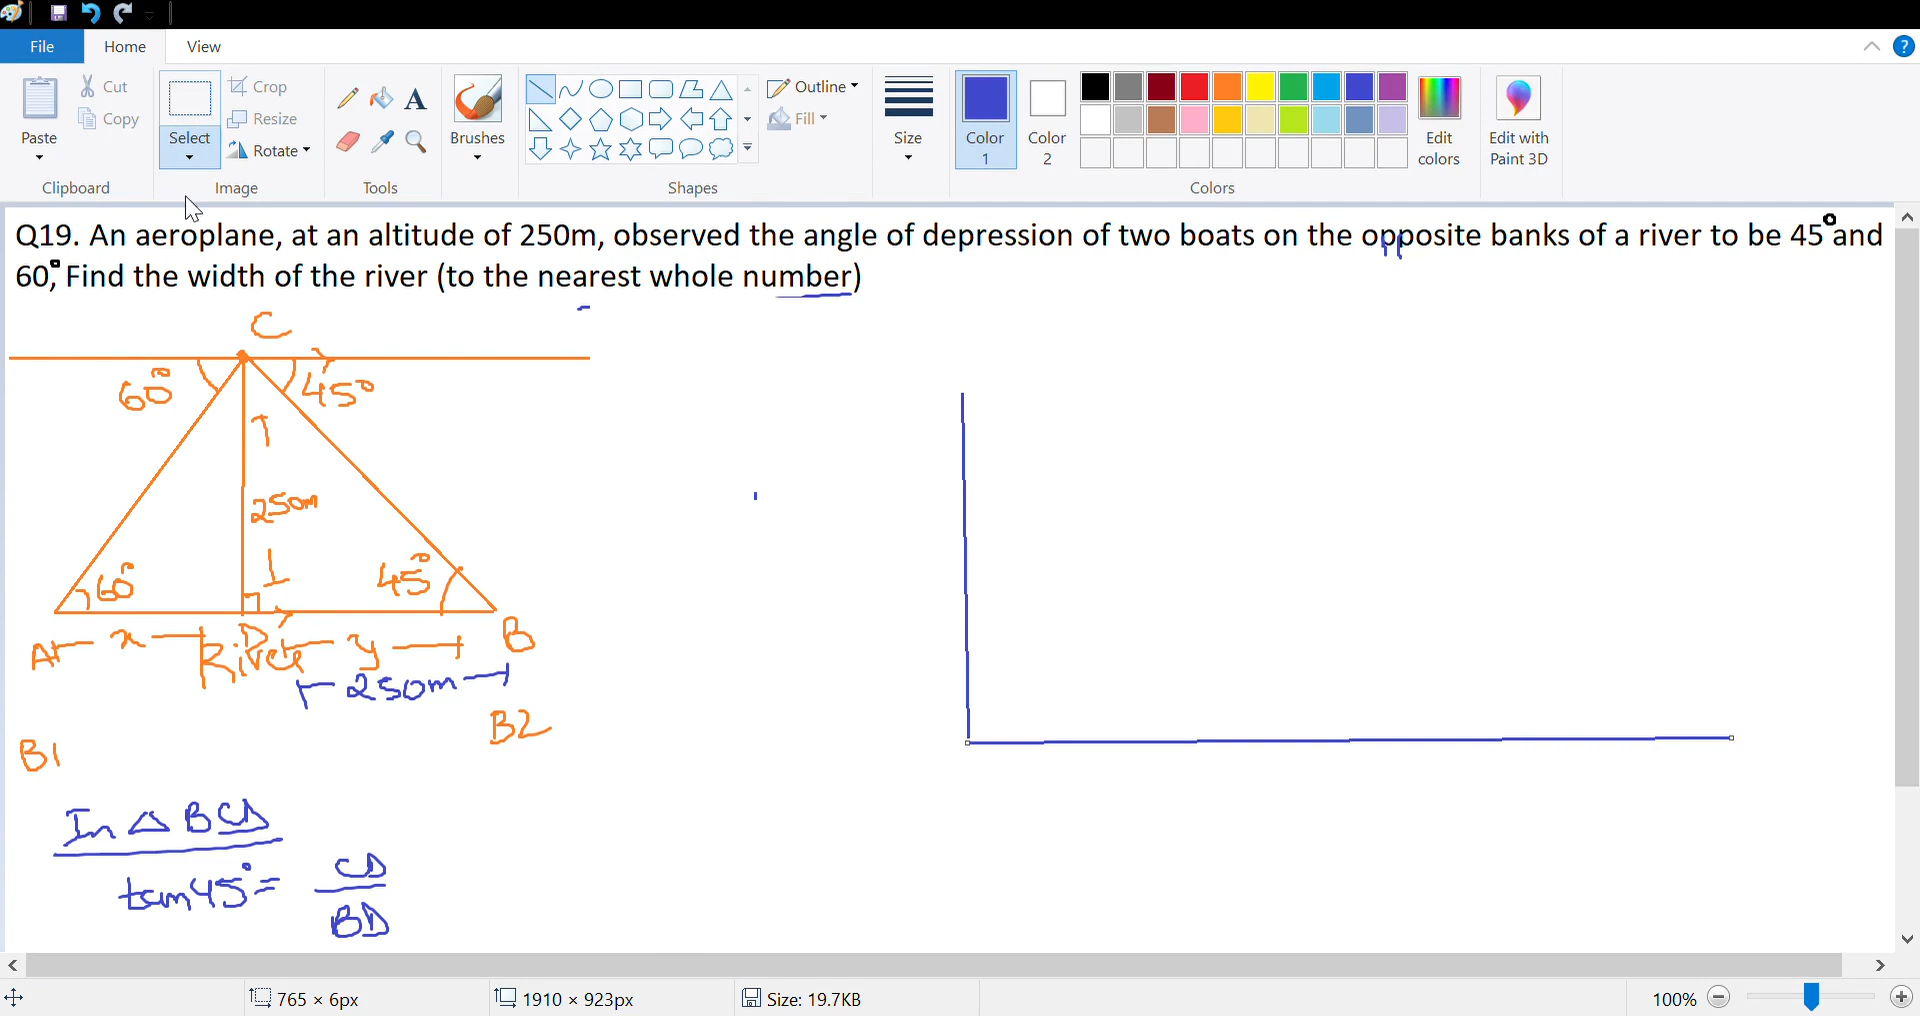 File Home View
Paste Cut Copy Select Crop Resize Rotate Brushes Outline Fill Size Color 1 Color 2 Edit colors Edit with Paint 3D
Clipboard Image Tools Shapes Colors
Q19. An aeroplane, at an altitude of 250m, observed the angle of depression of two boats on the opposite banks of a river to be 45° and
60°, Find the width of the river (to the nearest whole number)
C
60° 45°
250m
60° 45°
A x D y B
River
250m
B2
B1
In △ BCD
tan45° = CD
BD
765 × 6px 1910 × 923px Size: 19.7KB 100%